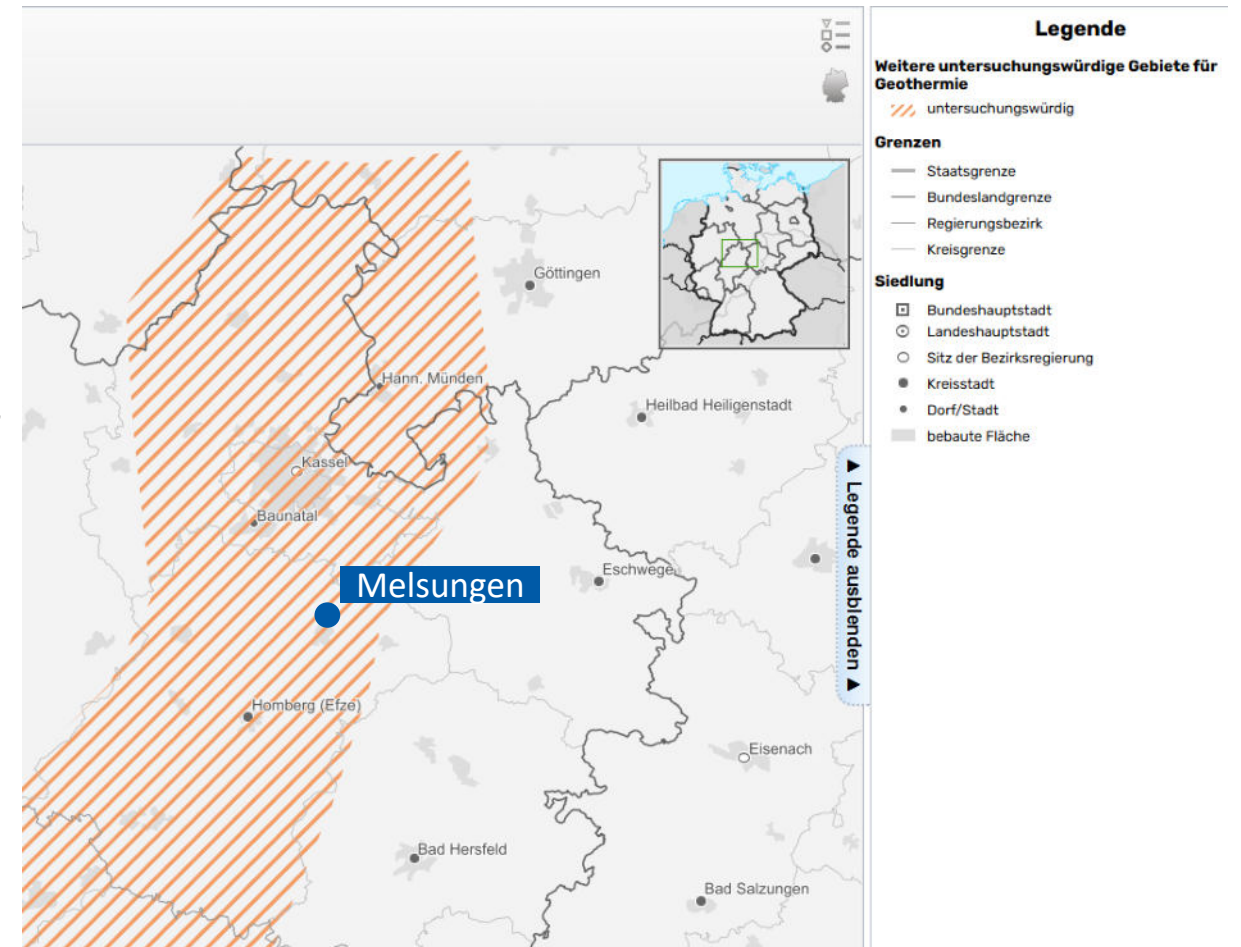 Legende
Weitere untersuchungswürdige Gebiete für
Geothermie
untersuchungswürdig
Grenzen
Staatsgrenze
Bundeslandgrenze
Regierungsbezirk
Kreisgrenze
Siedlung
Bundeshauptstadt
Landeshauptstadt
Sitz der Bezirksregierung
Kreisstadt
Dorf/Stadt
bebaute Fläche
▲ Legende ausblenden ▲
Göttingen
Hann. Münden
Heilbad Heiligenstadt
Kassel
Baunatal
Eschwege
Melsungen
Homberg (Efze)
Eisenach
Bad Hersfeld
Bad Salzungen